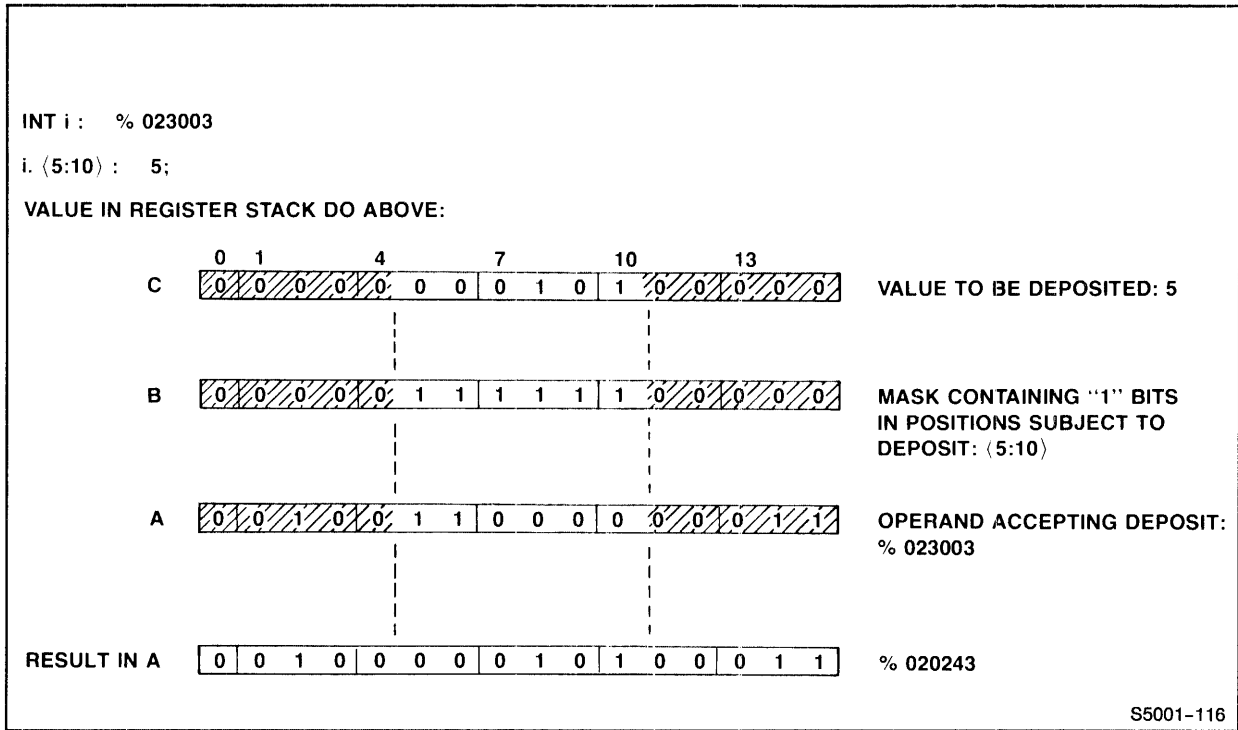 INT i : % 023003
i. ⟨5:10⟩ : 5;
VALUE IN REGISTER STACK DO ABOVE:
0 1 4 7 10 13
C 0 0 0 0 0 0 0 0 1 0 1 0 0 0 0 0 VALUE TO BE DEPOSITED: 5
B 0 0 0 0 0 1 1 1 1 1 1 0 0 0 0 0 MASK CONTAINING "1" BITS
IN POSITIONS SUBJECT TO
DEPOSIT: ⟨5:10⟩
A 0 0 1 0 0 1 1 0 0 0 0 0 0 0 1 1 OPERAND ACCEPTING DEPOSIT:
% 023003
RESULT IN A 0 0 1 0 0 0 0 0 1 0 1 0 0 0 1 1 % 020243
S5001-116